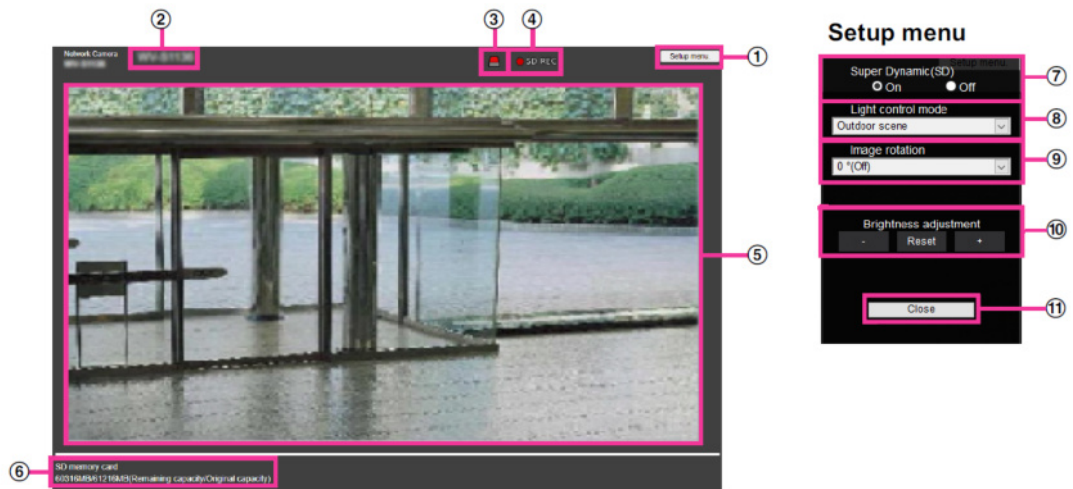 ② ③ ④
Network Camera
SD REC
Setup menu ①
⑤
⑥ SD memory card
60316MB/61216MB(Remaining capacity/Original capacity)
Setup menu
Setup menu
Super Dynamic(SD) ⑦
On Off
Light control mode ⑧
Outdoor scene
Image rotation ⑨
0 °(Off)
Brightness adjustment ⑩
- Reset +
Close ⑪